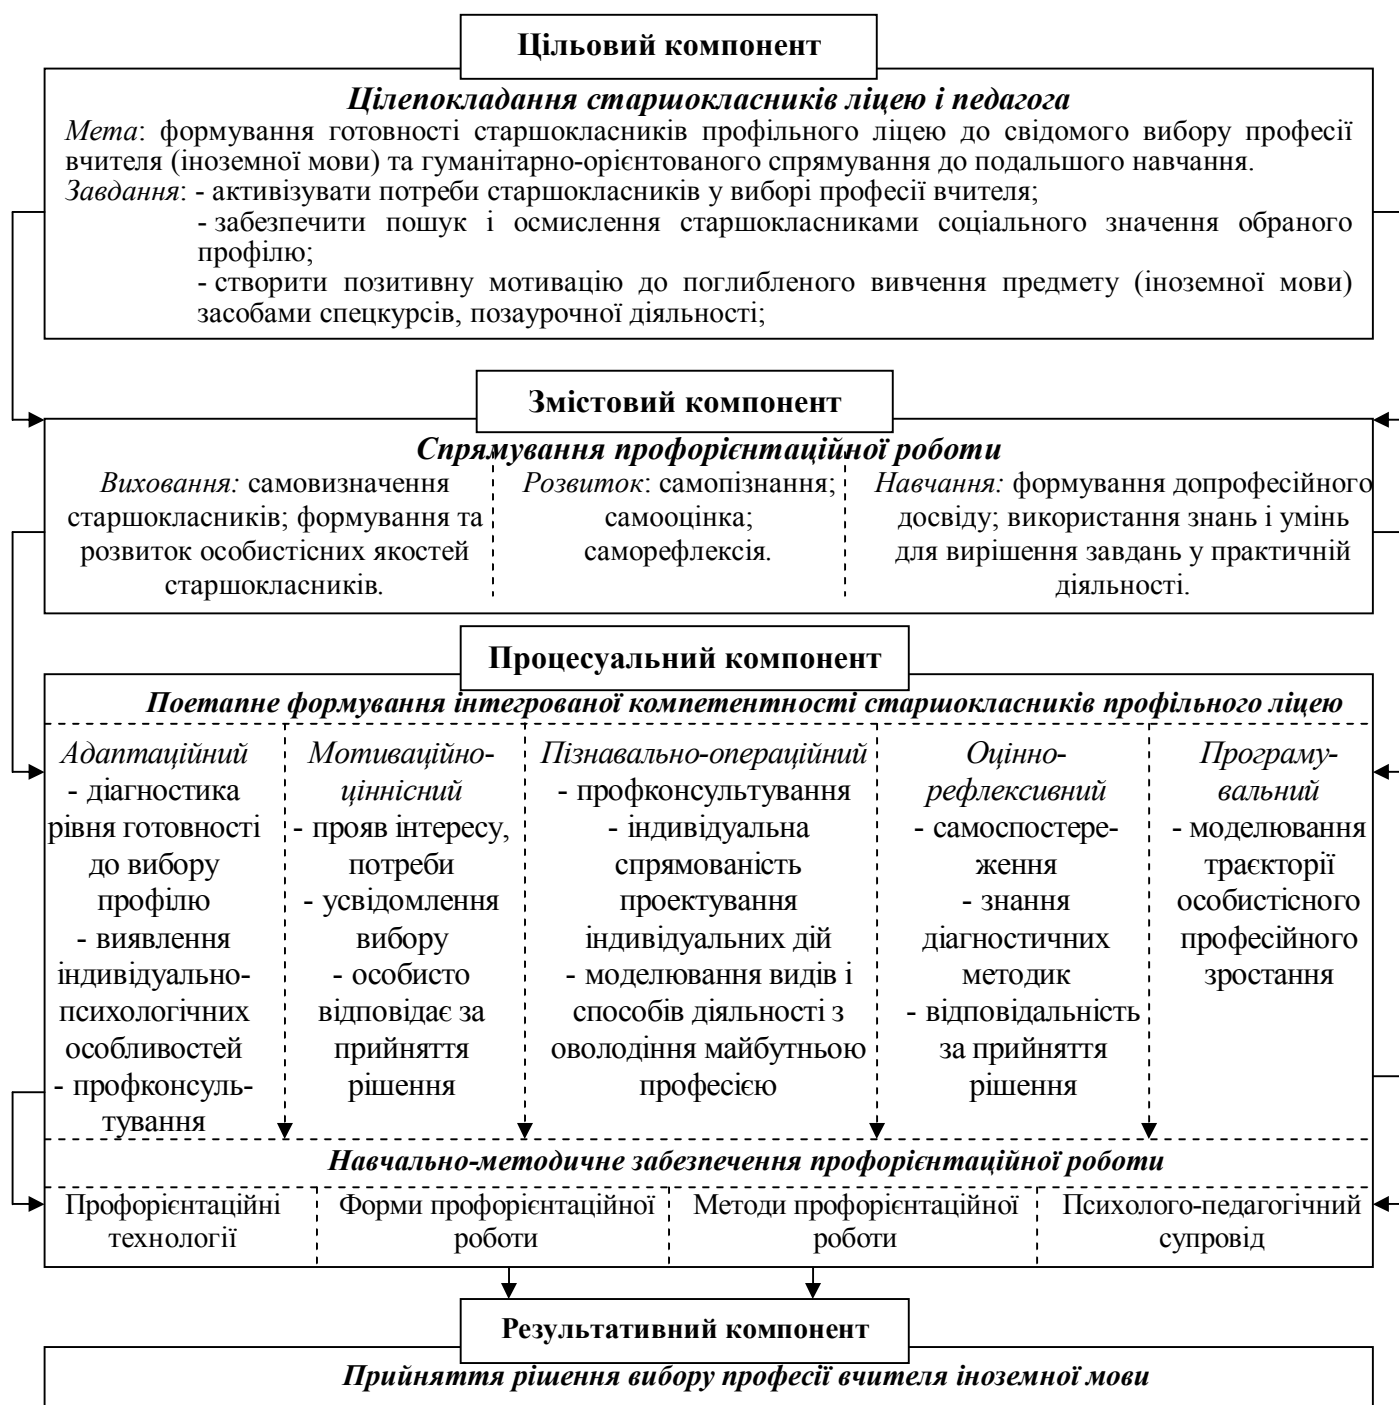 Цільовий компонент
Цілепокладання старшокласників ліцею і педагога
Мета: формування готовності старшокласників профільного ліцею до свідомого вибору професії
вчителя (іноземної мови) та гуманітарно-орієнтованого спрямування до подальшого навчання.
Завдання: - активізувати потреби старшокласників у виборі професії вчителя;
- забезпечити пошук і осмислення старшокласниками соціального значення обраного
профілю;
- створити позитивну мотивацію до поглибленого вивчення предмету (іноземної мови)
засобами спецкурсів, позаурочної діяльності;
Змістовий компонент
Спрямування профорієнтаційної роботи
Виховання: самовизначення
старшокласників; формування та
розвиток особистісних якостей
старшокласників.
Розвиток: самопізнання;
самооцінка;
саморефлексія.
Навчання: формування допрофесійного
досвіду; використання знань і умінь
для вирішення завдань у практичній
діяльності.
Процесуальний компонент
Поетапне формування інтегрованої компетентності старшокласників профільного ліцею
Адаптаційний
- діагностика
рівня готовності
до вибору
профілю
- виявлення
індивідуально-
психологічних
особливостей
- профконсуль-
тування
Мотиваційно-
ціннісний
- прояв інтересу,
потреби
- усвідомлення
вибору
- особисто
відповідає за
прийняття
рішення
Пізнавально-операційний
- профконсультування
- індивідуальна
спрямованість
проектування
індивідуальних дій
- моделювання видів і
способів діяльності з
оволодіння майбутньою
професією
Оцінно-
рефлексивний
- самоспостере-
ження
- знання
діагностичних
методик
- відповідальність
за прийняття
рішення
Програму-
вальний
- моделювання
траєкторії
особистісного
професійного
зростання
Навчально-методичне забезпечення профорієнтаційної роботи
Профорієнтаційні
технології
Форми профорієнтаційної
роботи
Методи профорієнтаційної
роботи
Психолого-педагогічний
супровід
Результативний компонент
Прийняття рішення вибору професії вчителя іноземної мови